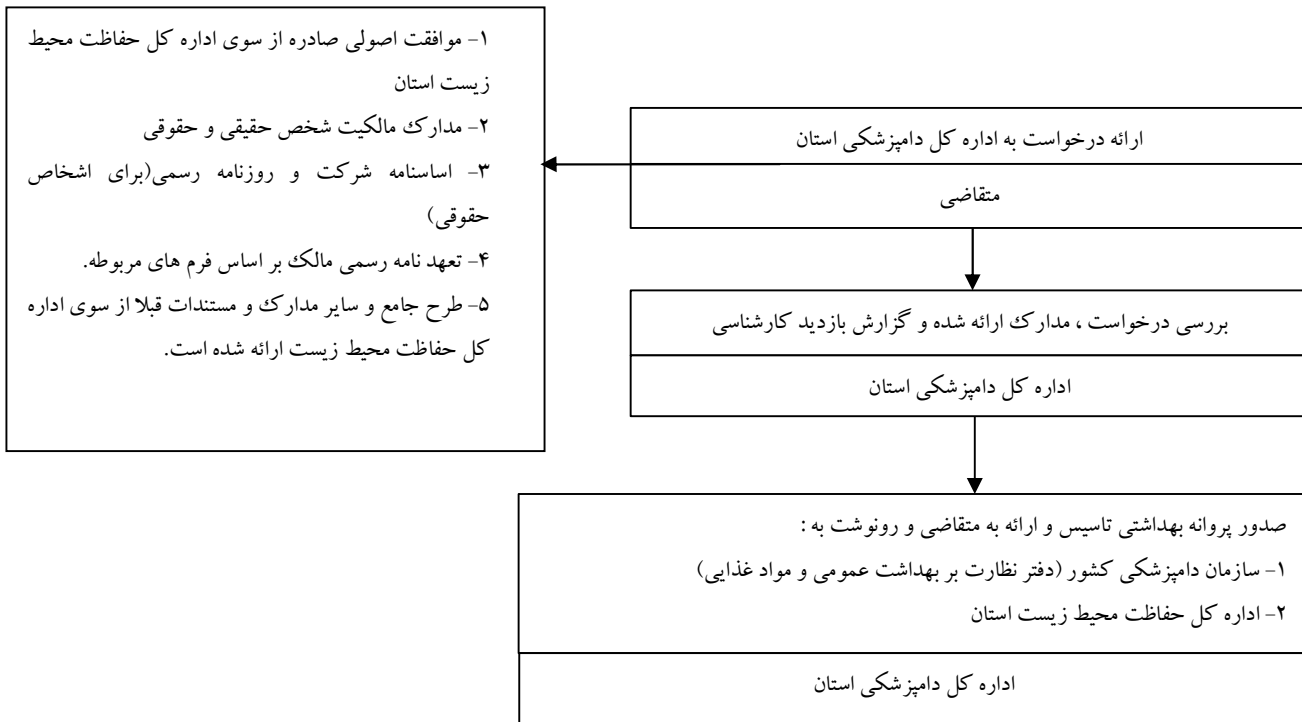 ۱- موافقت اصولی صادره از سوی اداره کل حفاظت محیط
زیست استان
۲- مدارک مالکیت شخص حقیقی و حقوقی
۳- اساسنامه شرکت و روزنامه رسمی(برای اشخاص
حقوقی)
۴- تعهد نامه رسمی مالک بر اساس فرم های مربوطه.
۵- طرح جامع و سایر مدارک و مستندات قبلا از سوی اداره
کل حفاظت محیط زیست ارائه شده است.
ارائه درخواست به اداره کل دامپزشکی استان
متقاضی
بررسی درخواست ، مدارک ارائه شده و گزارش بازدید کارشناسی
اداره کل دامپزشکی استان
صدور پروانه بهداشتی تاسیس و ارائه به متقاضی و رونوشت به :
۱- سازمان دامپزشکی کشور (دفتر نظارت بر بهداشت عمومی و مواد غذایی)
۲- اداره کل حفاظت محیط زیست استان
اداره کل دامپزشکی استان